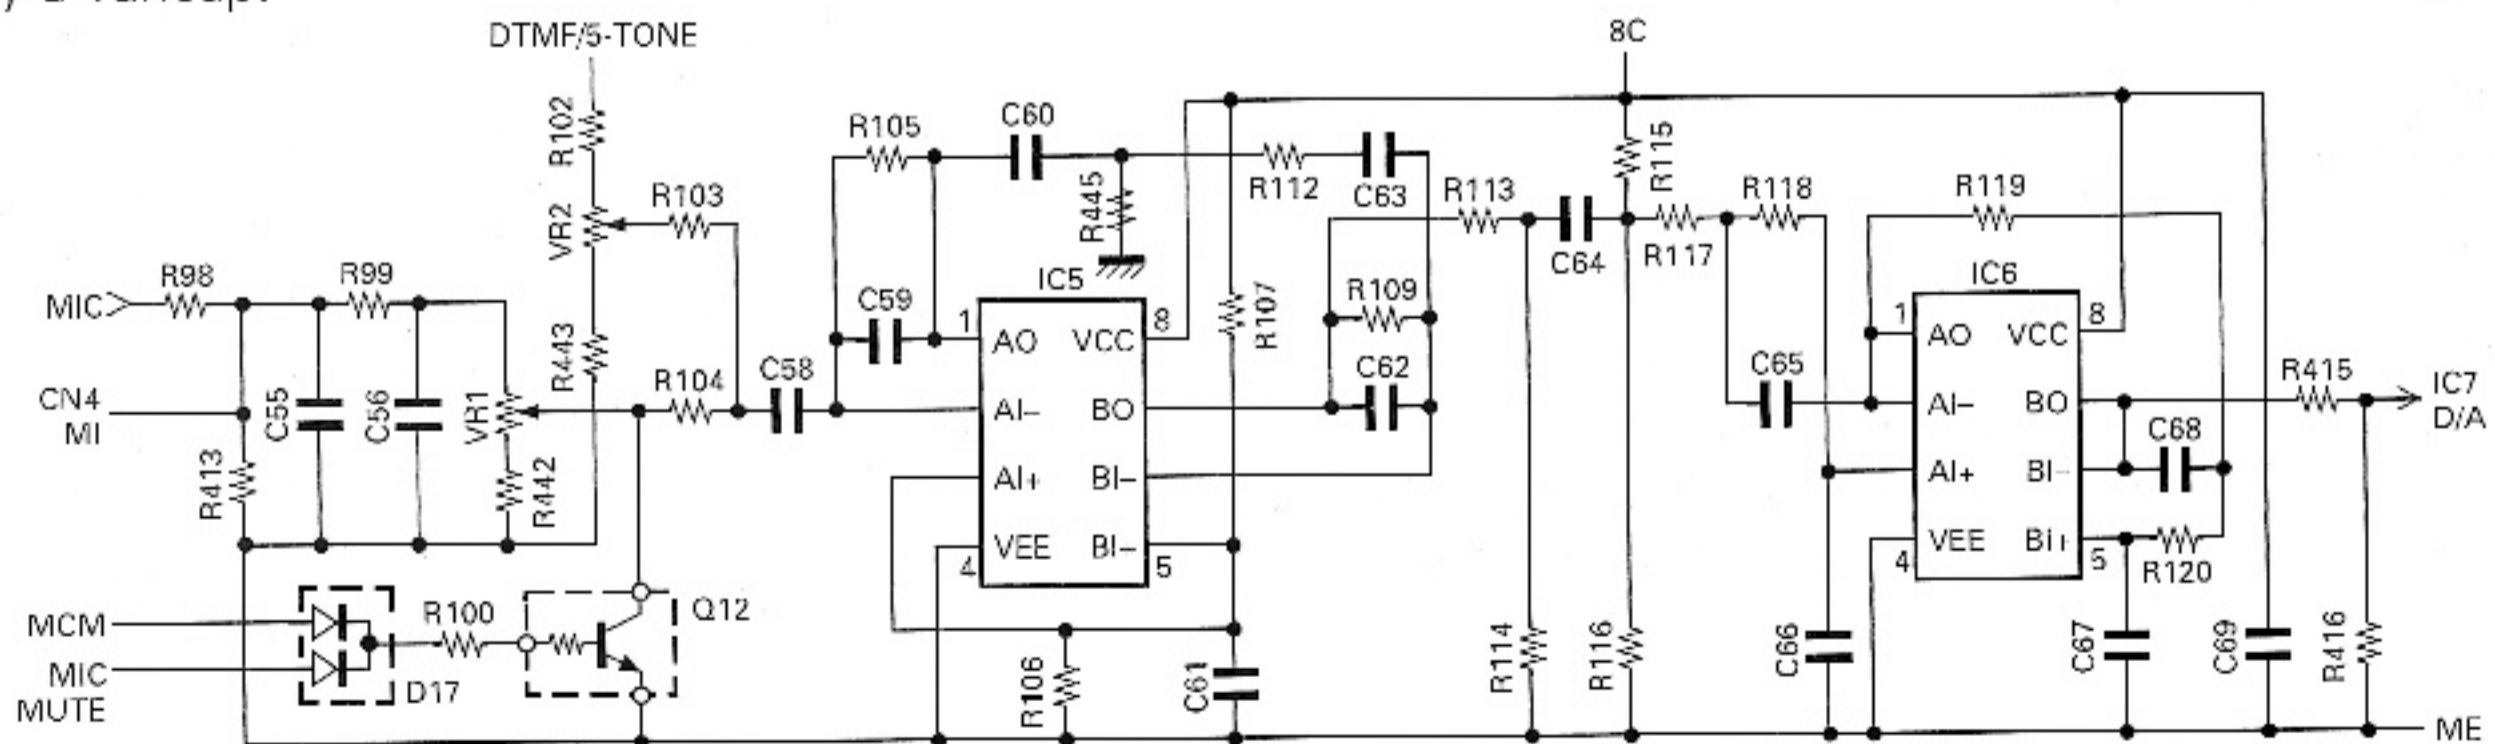 DTMF/5-TONE
8C
R102
R105
C60
R115
R103
R445
R112
C63
R113
R118
R119
VR2
C64
R117
R98
R99
IC5
IC6
MIC
C59
1
AO
VCC
8
R107
R109
1
AO
VCC
8
R443
R104
C58
C62
C65
R415
IC7
D/A
CN4
MI
C55
C56
VR1
AI-
BO
AI-
BO
C68
R413
R442
AI+
BI-
AI+
BI-
VEE
BI-
VEE
BI+
4
5
4
5
R120
MCM
R100
Q12
MIC
MUTE
D17
R106
C61
R114
R116
C66
C67
C69
R416
ME